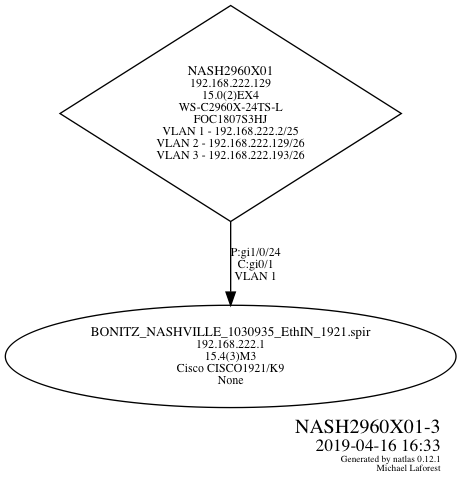 NASH2960X01
192.168.222.129
15.0(2)EX4
WS-C2960X-24TS-L
FOC1807S3HJ
VLAN 1 - 192.168.222.2/25
VLAN 2 - 192.168.222.129/26
VLAN 3 - 192.168.222.193/26
P:gi1/0/24
C:gi0/1
VLAN 1
BONITZ_NASHVILLE_1030935_EthIN_1921.spir
192.168.222.1
15.4(3)M3
Cisco CISCO1921/K9
None
NASH2960X01-3
2019-04-16 16:33
Generated by natlas 0.12.1
Michael Laforest